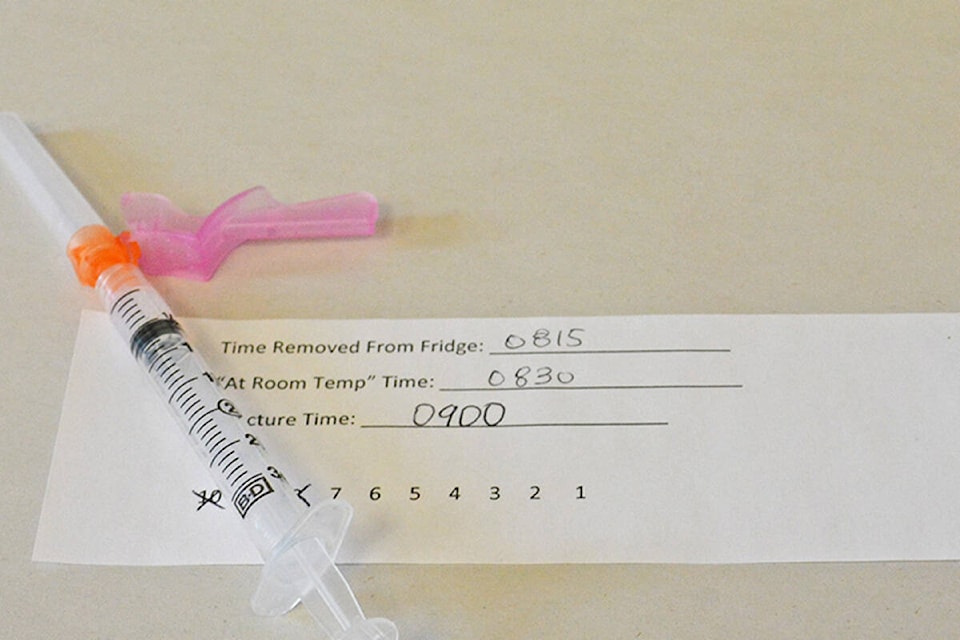 Time Removed From Fridge: 0815
"At Room Temp" Time: 0830
cture Time: 0900
10 7 6 5 4 3 2 1
B-D